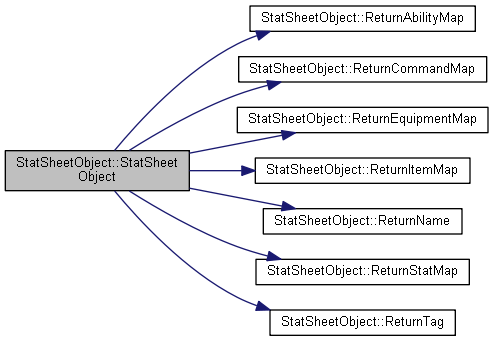 StatSheetObject::ReturnAbilityMap
StatSheetObject::ReturnCommandMap
StatSheetObject::ReturnEquipmentMap
StatSheetObject::StatSheet
Object
StatSheetObject::ReturnItemMap
StatSheetObject::ReturnName
StatSheetObject::ReturnStatMap
StatSheetObject::ReturnTag